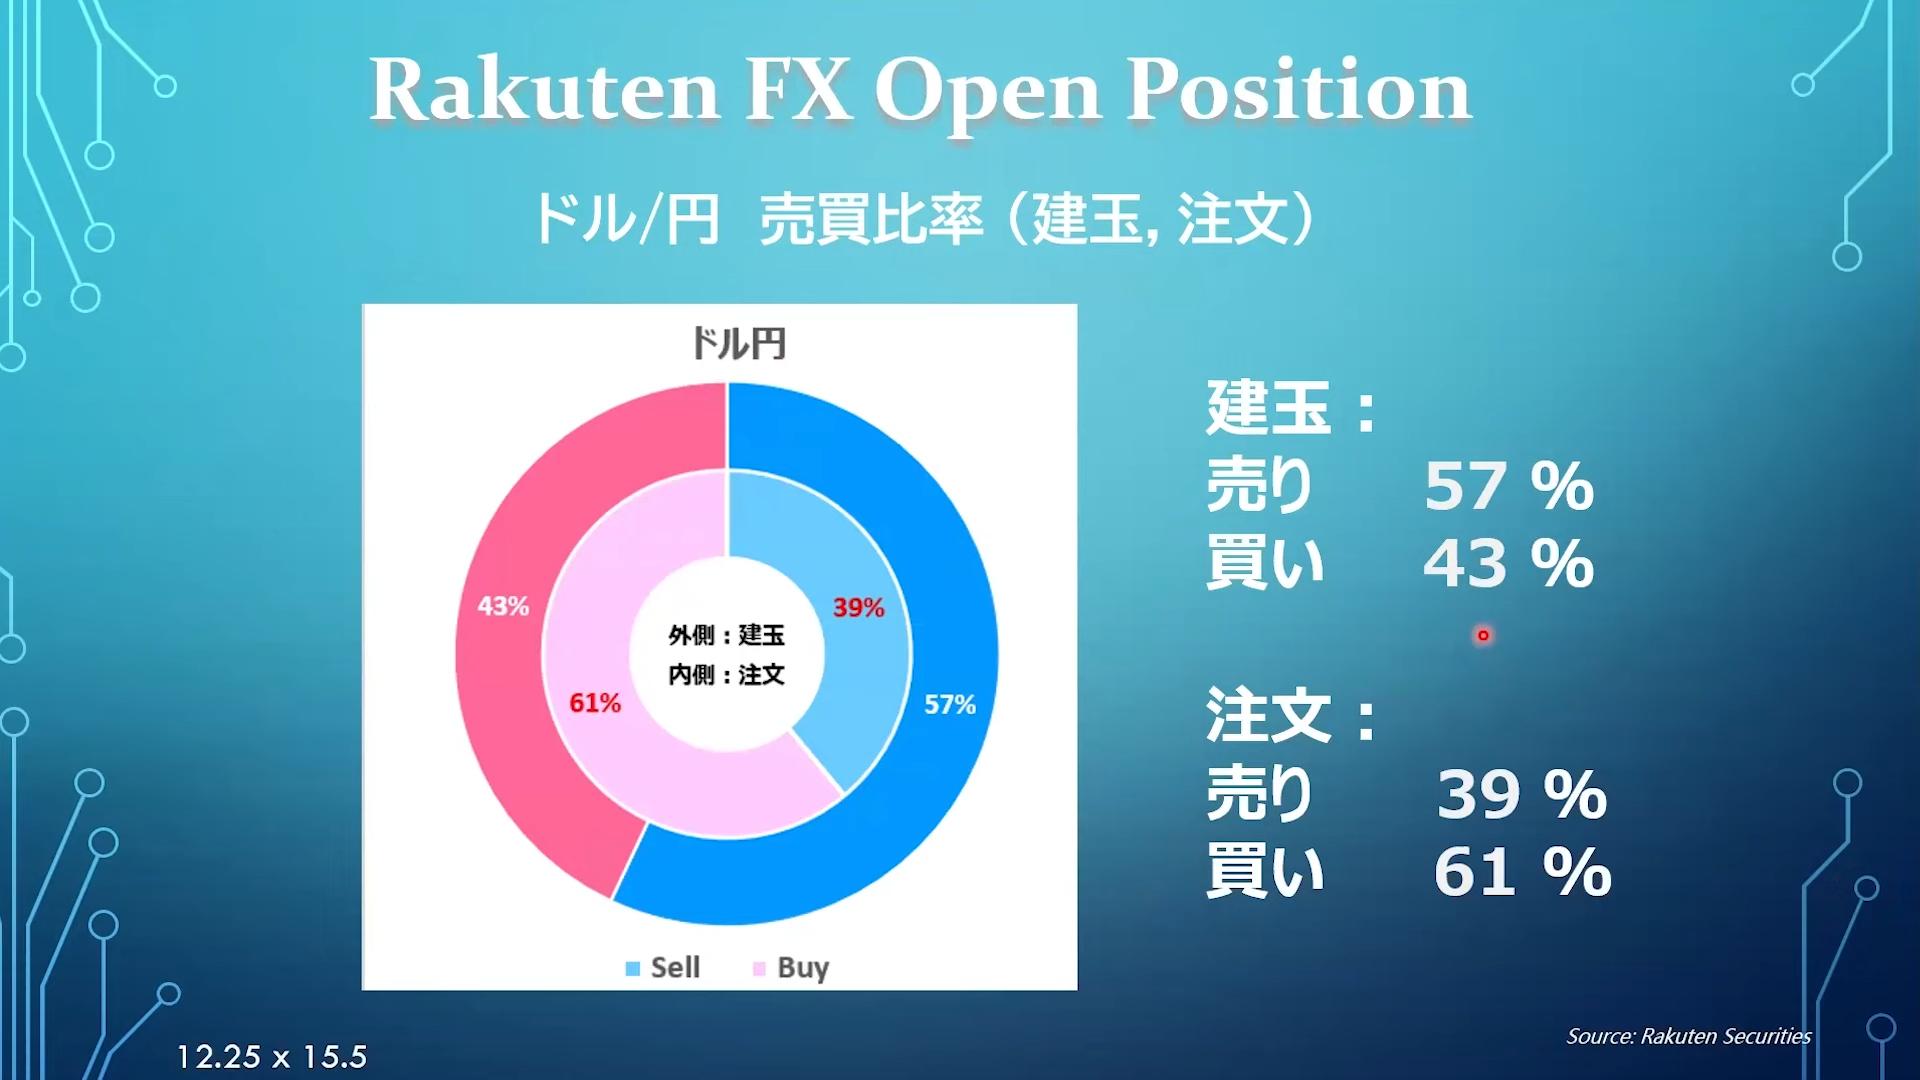 Rakuten FX Open Position
ドル/円 売買比率（建玉, 注文）
ドル円
43%
39%
外側：建玉
内側：注文
61%
57%
Sell Buy
建玉：
売り 57 %
買い 43 %
注文：
売り 39 %
買い 61 %
Source: Rakuten Securities
12.25 x 15.5